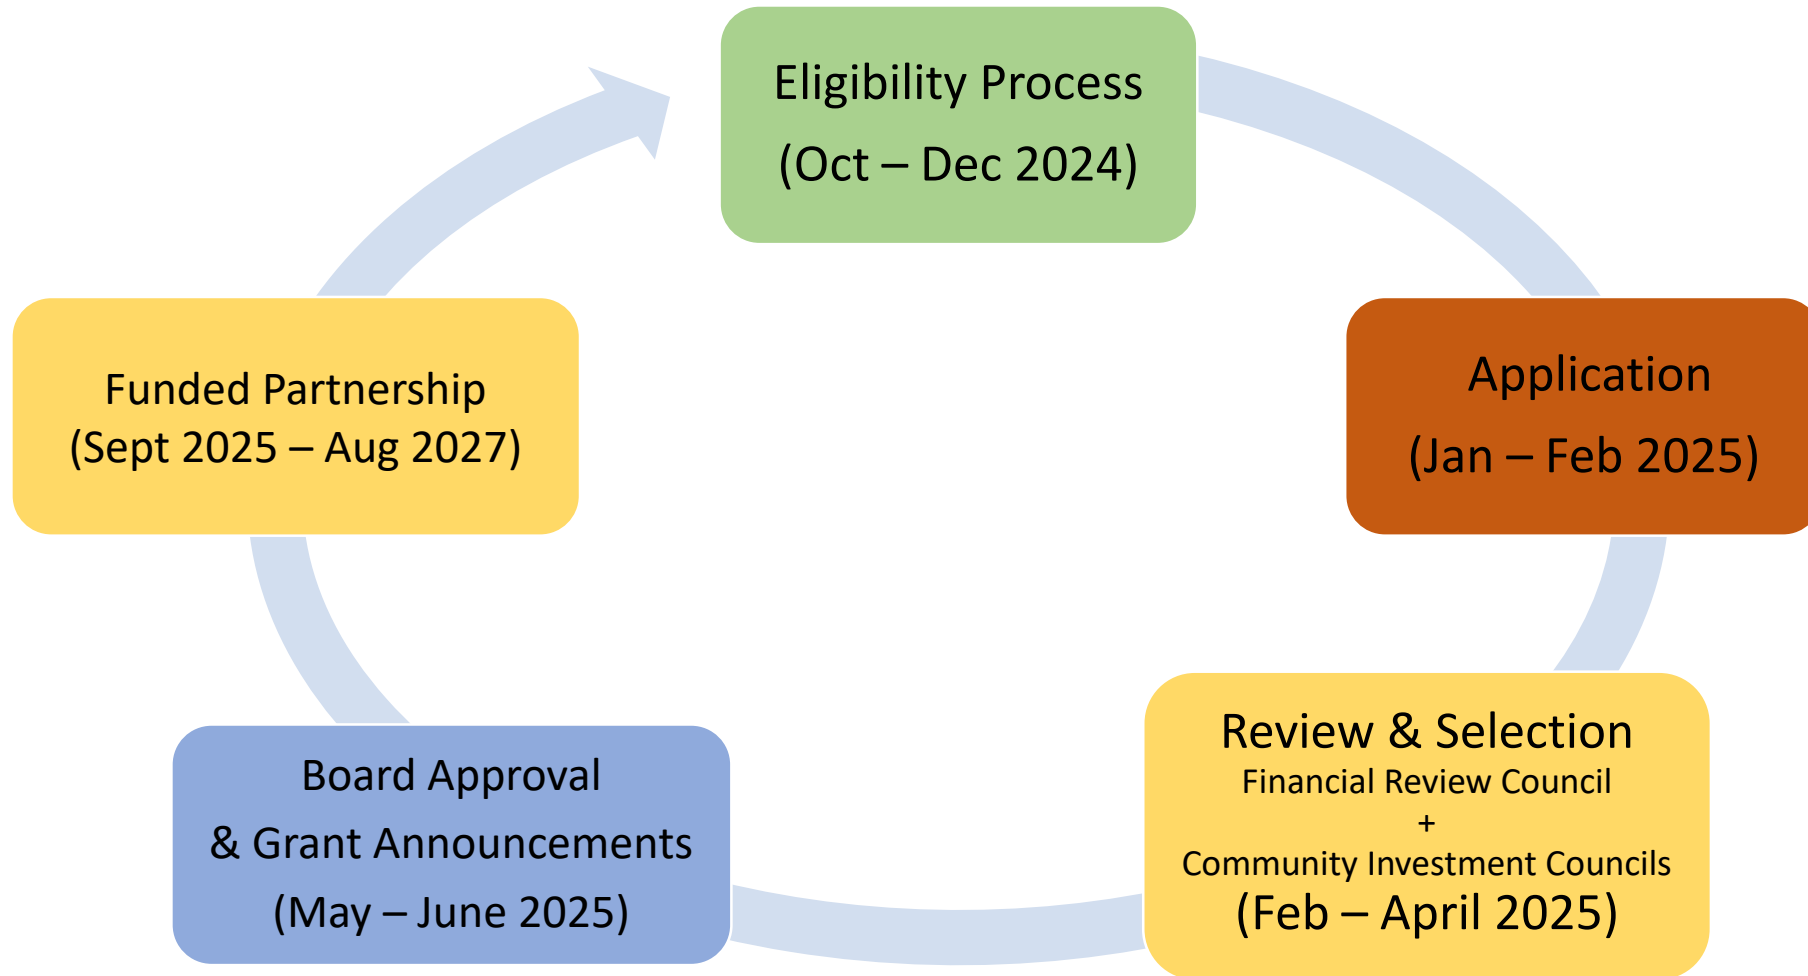 Eligibility Process
(Oct – Dec 2024)
Application
(Jan – Feb 2025)
Review & Selection
Financial Review Council
+
Community Investment Councils
(Feb – April 2025)
Board Approval
& Grant Announcements
(May – June 2025)
Funded Partnership
(Sept 2025 – Aug 2027)